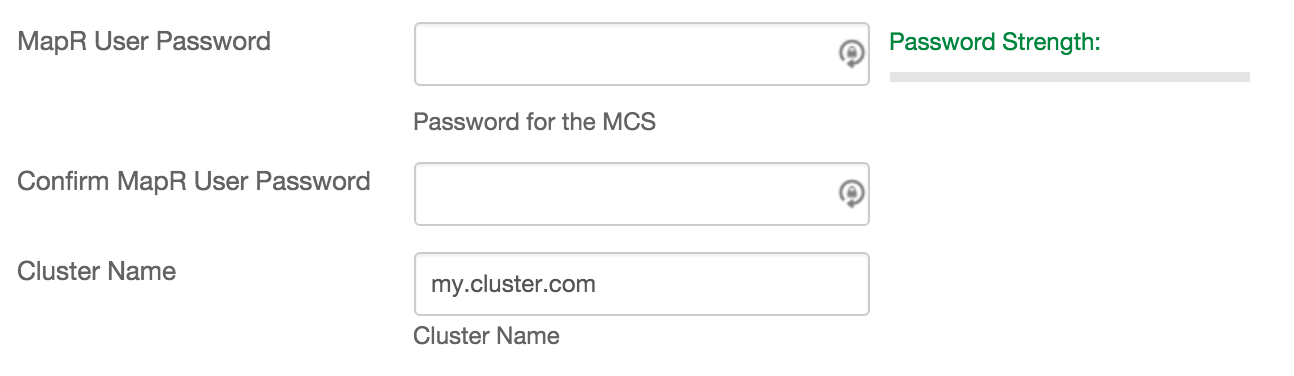 MapR User Password
Password Strength:
Password for the MCS
Confirm MapR User Password
Cluster Name
my.cluster.com
Cluster Name